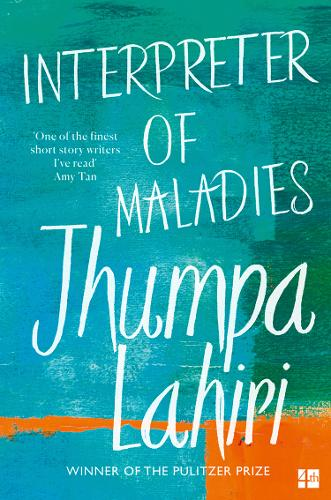 INTERPRETER
OF
MALADIES
'One of the finest
short story writers
I've read'
Amy Tan
Jhumpa
Lahiri
WINNER OF THE PULITZER PRIZE
4th